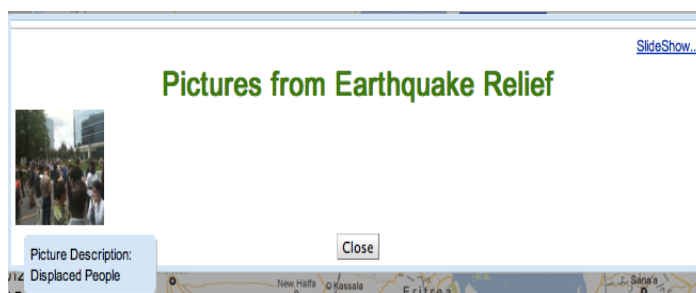 SlideShow..
Pictures from Earthquake Relief
Close
Picture Description:
Displaced People
New Halfa
Kassala
Eritrea
Sana'a